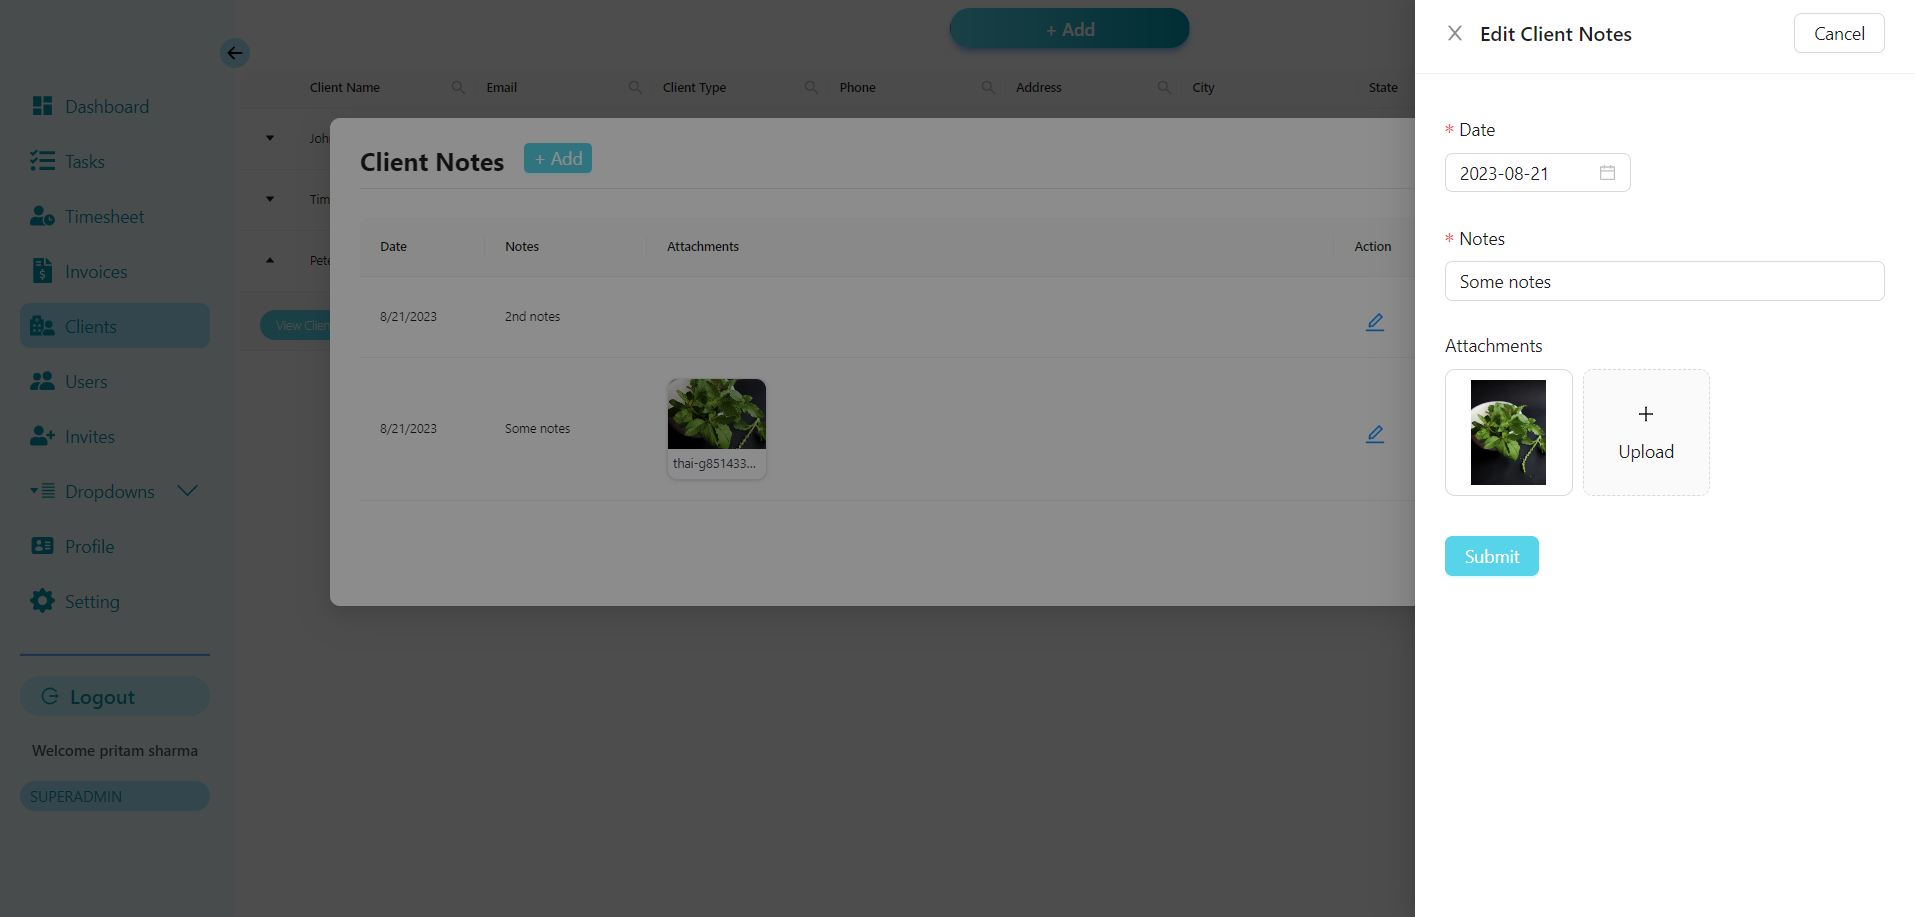 Dashboard
Tasks
Timesheet
Invoices
Clients
Users
Invites
Dropdowns
Profile
Setting
Logout
Welcome pritam sharma
SUPERADMIN
+ Add
Client Name
Email
Client Type
Phone
Address
City
State
Joh
Tim
Pete
View Clien
Client Notes
+ Add
Date
Notes
Attachments
Action
8/21/2023
2nd notes
8/21/2023
Some notes
thai-g851433...
Edit Client Notes
Cancel
* Date
2023-08-21
* Notes
Some notes
Attachments
+
Upload
Submit